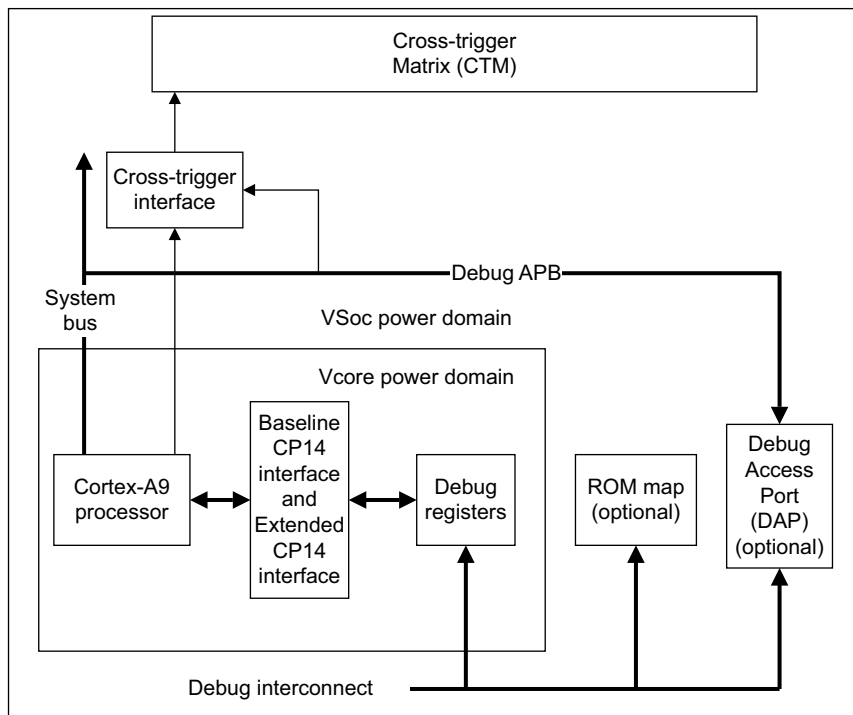 Cross-trigger
Matrix (CTM)
Cross-trigger
interface
Debug APB
System
bus
VSoc power domain
Vcore power domain
Cortex-A9
processor
Baseline
CP14
interface
and
Extended
CP14
interface
Debug
registers
ROM map
(optional)
Debug
Access
Port
(DAP)
(optional)
Debug interconnect